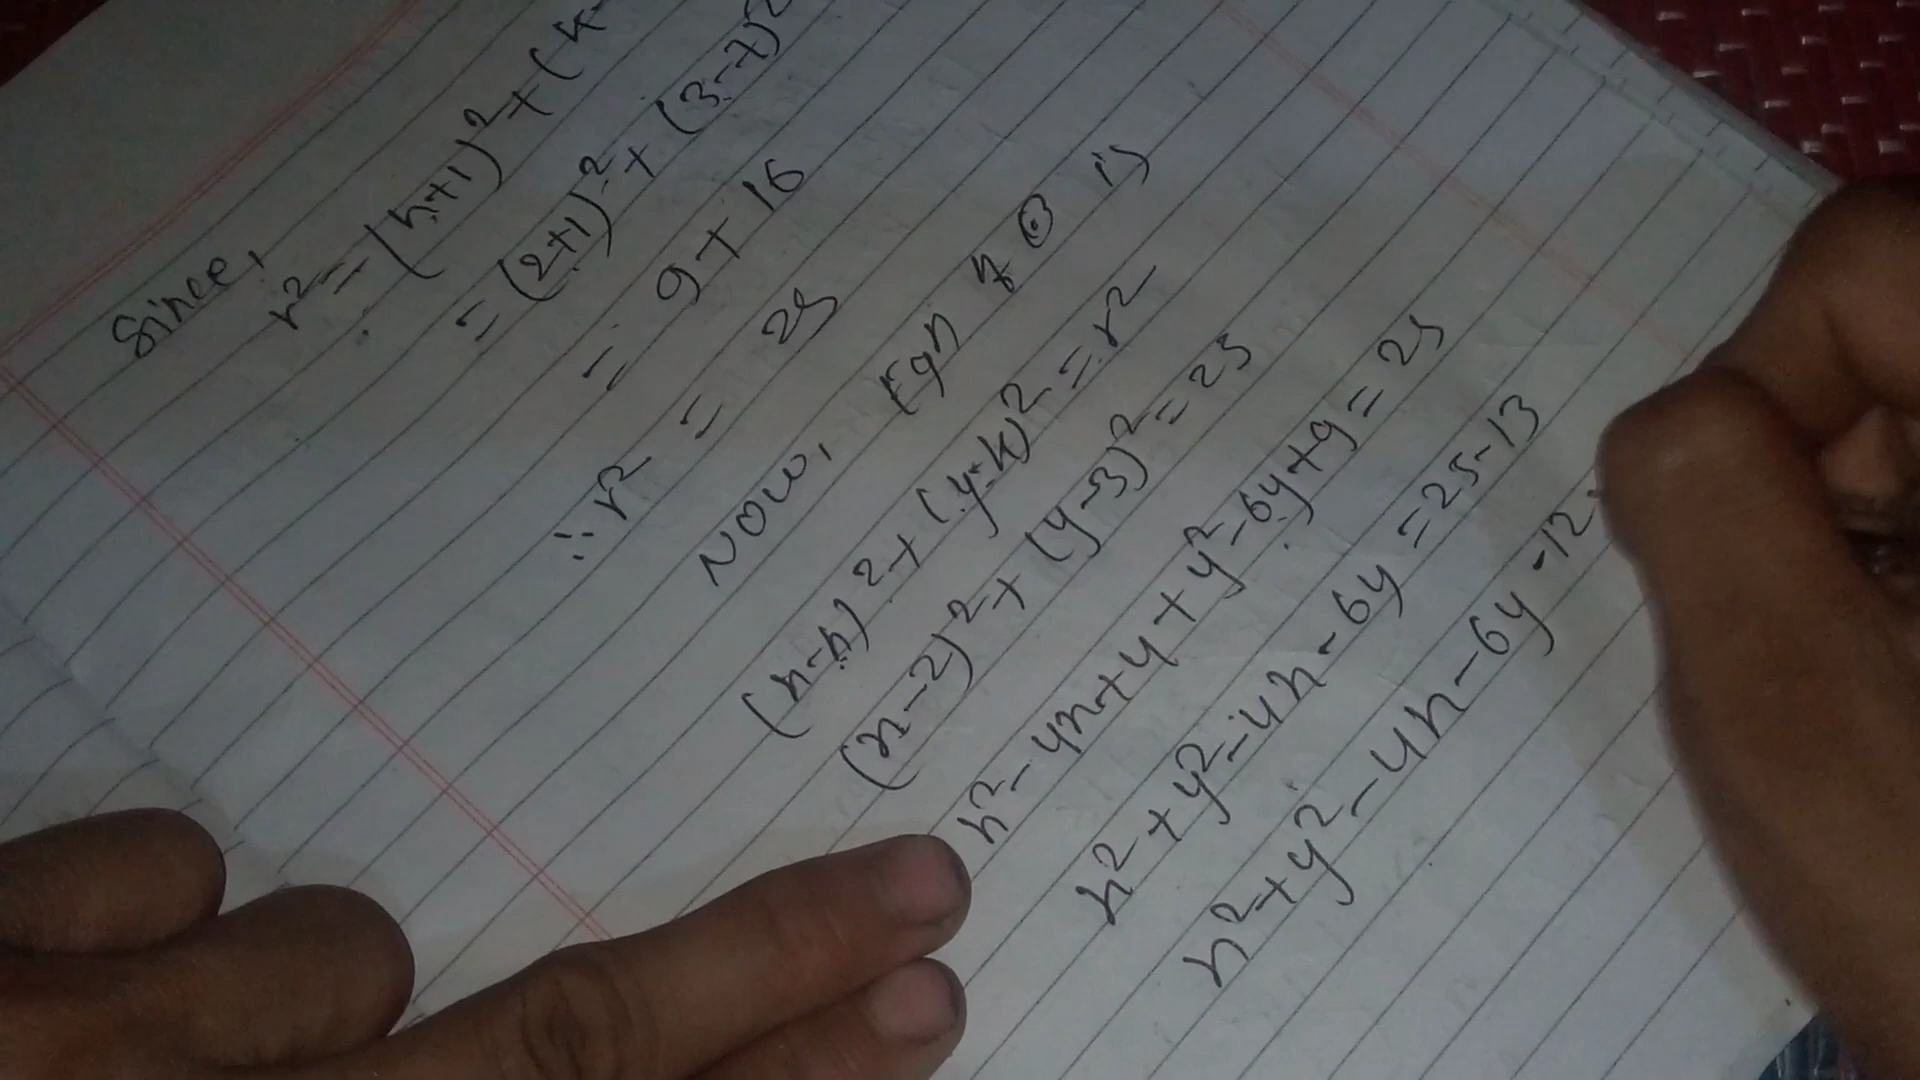 Since,
r² = (h+1)² + (k-
= (2+1)² + (3-7)²
= 9 + 16
∴ r² = 25
Now, Eqn of ⊙ is
(x-h)² + (y-k)² = r²
(x-2)² + (y-3)² = 25
x² - 4x + 4 + y² - 6y + 9 = 25
x² + y² - 4x - 6y = 25 - 13
x² + y² - 4x - 6y - 12